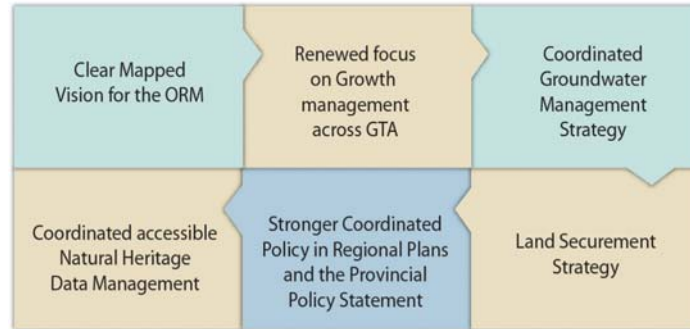 Clear Mapped
Vision for the ORM
Renewed focus
on Growth
management
across GTA
Coordinated
Groundwater
Management
Strategy
Land Securement
Strategy
Stronger Coordinated
Policy in Regional Plans
and the Provincial
Policy Statement
Coordinated accessible
Natural Heritage
Data Management